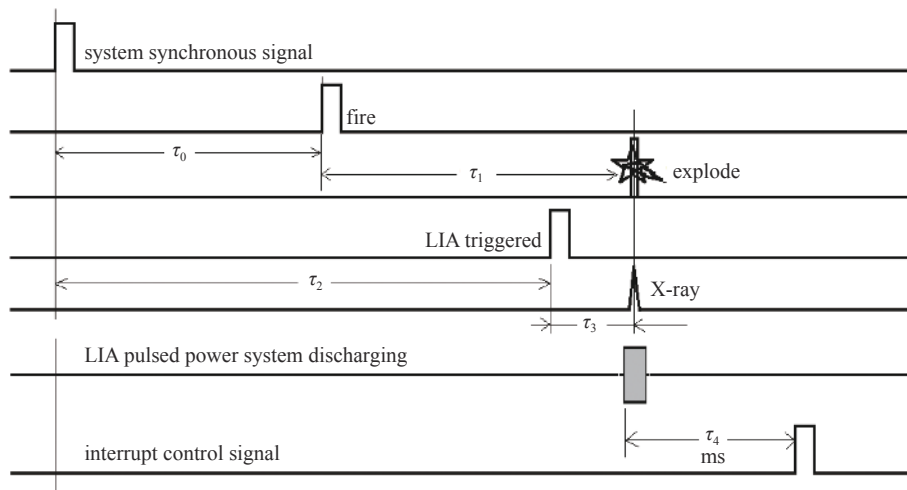 system synchronous signal
fire
τ0
τ1
explode
LIA triggered
τ2
X-ray
τ3
LIA pulsed power system discharging
τ4
ms
interrupt control signal